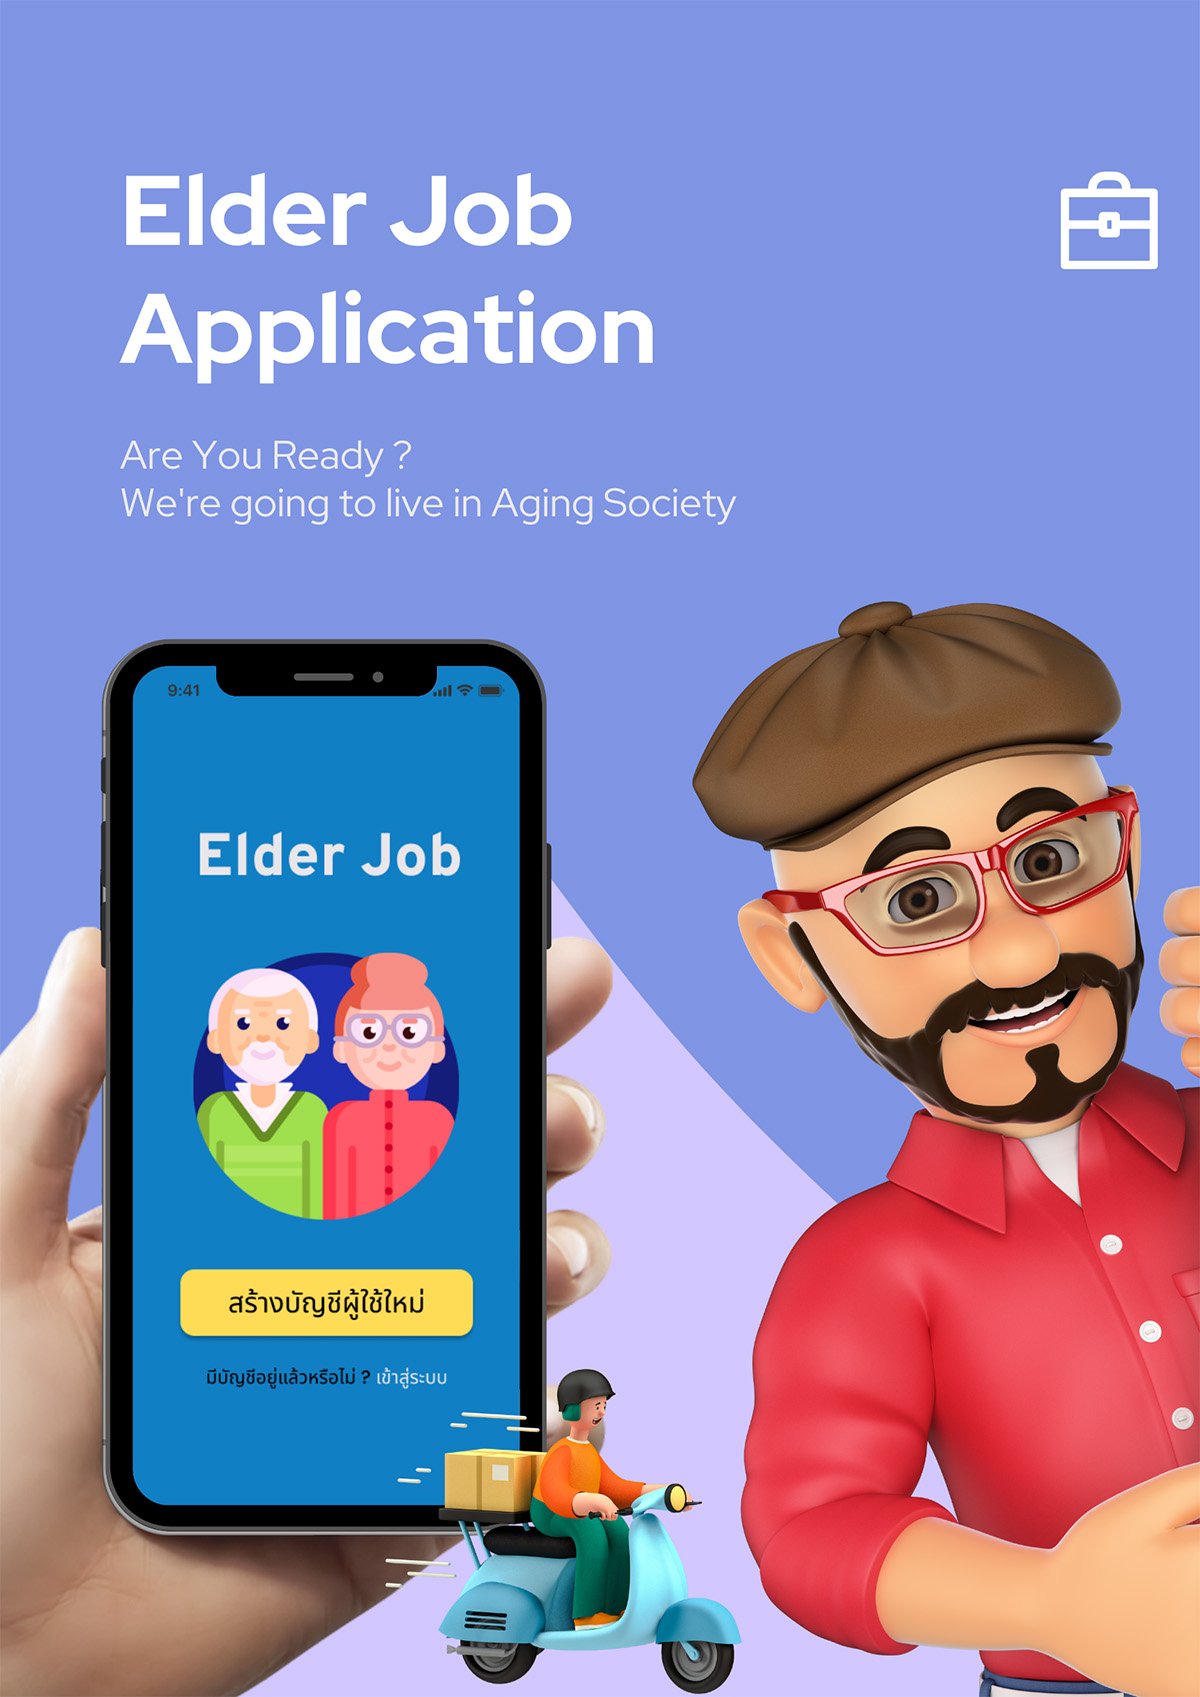 Elder Job
Application
Are You Ready ?
We're going to live in Aging Society
9:41
Elder Job
สร้างบัญชีผู้ใช้ใหม่
มีบัญชีอยู่แล้วหรือไม่ ? เข้าสู่ระบบ